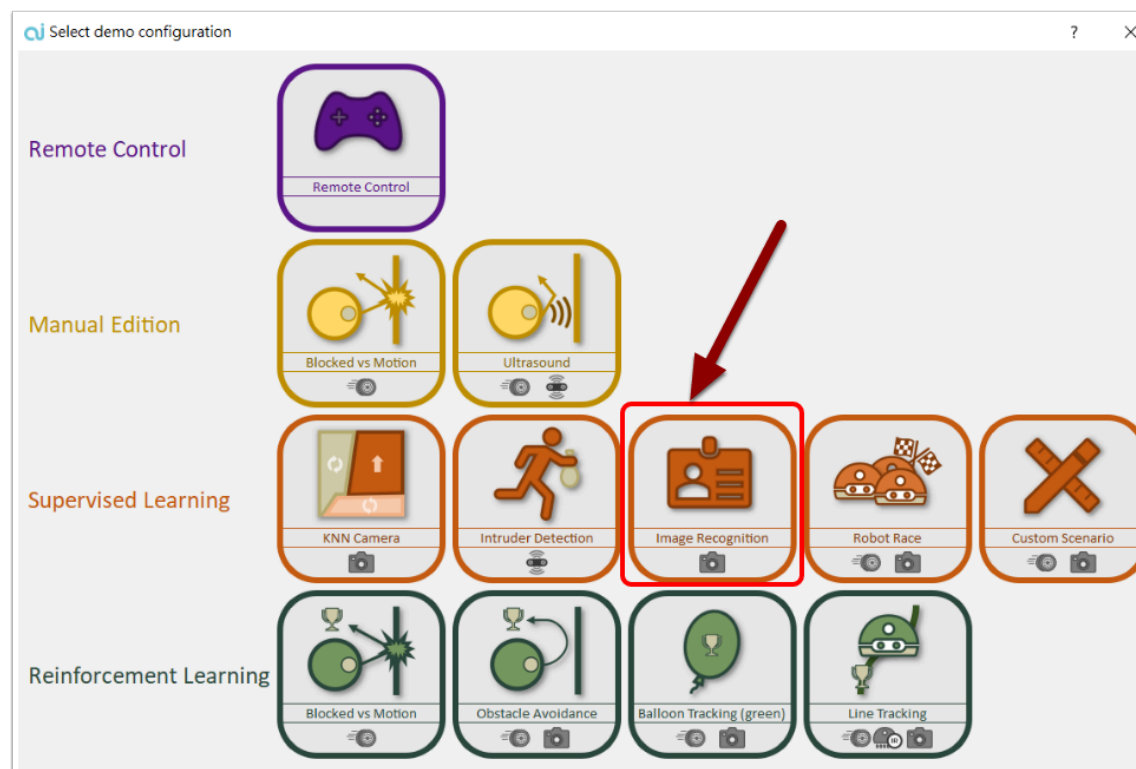 Select demo configuration
?
Remote Control
Remote Control
Manual Edition
Blocked vs Motion
Ultrasound
Supervised Learning
KNN Camera
Intruder Detection
Image Recognition
Robot Race
Custom Scenario
Reinforcement Learning
Blocked vs Motion
Obstacle Avoidance
Balloon Tracking (green)
Line Tracking
IR